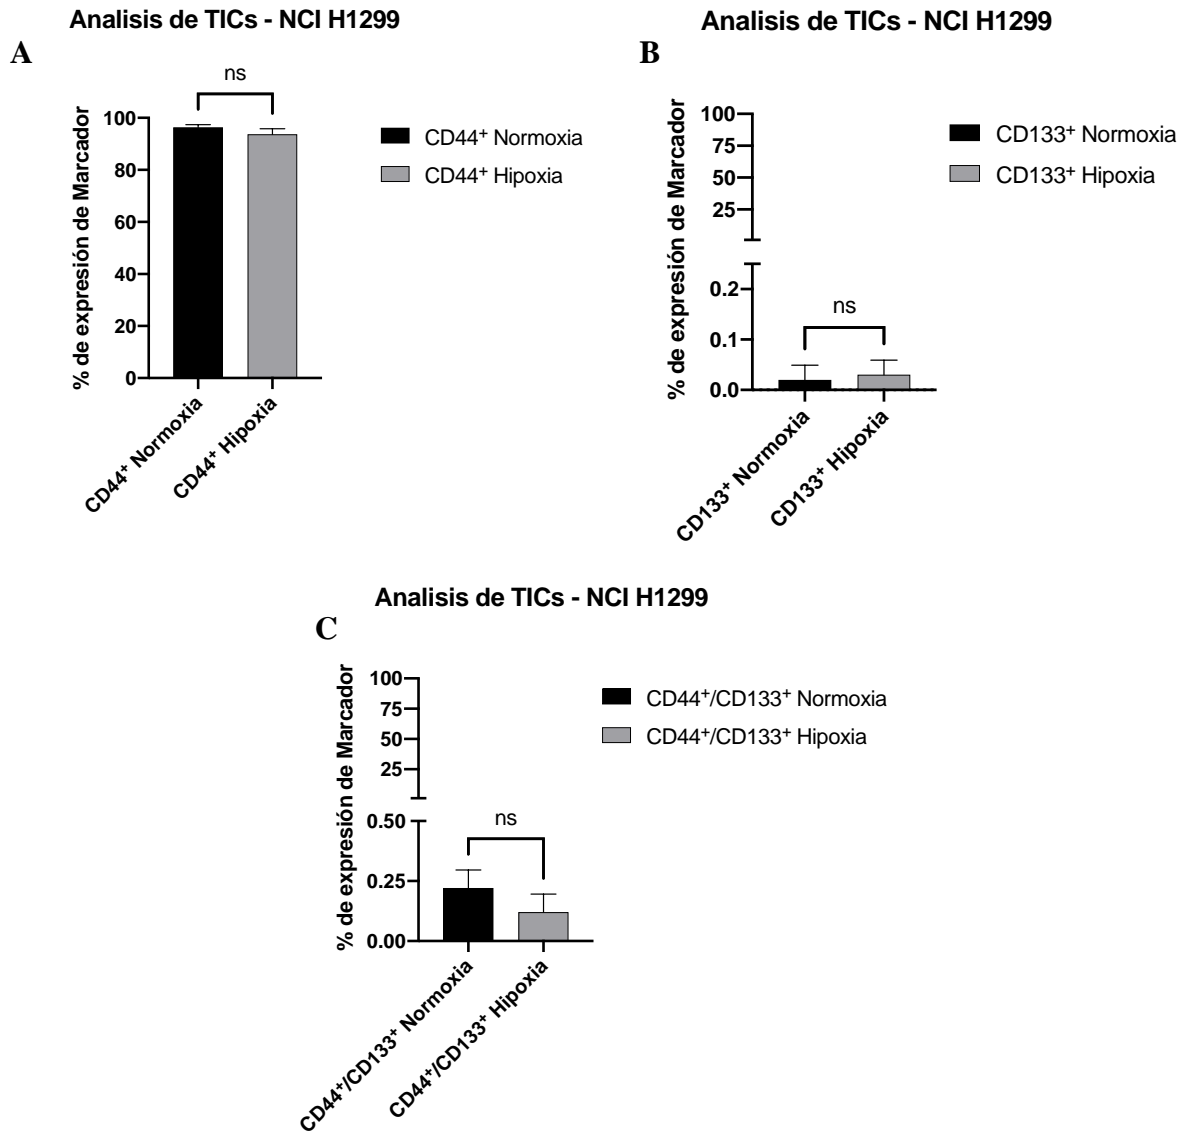 Analisis de TICs - NCI H1299
A
ns
% de expresión de Marcador
100
80
60
40
20
0
CD44⁺ Normoxia
CD44⁺ Hipoxia
CD44⁺ Normoxia
CD44⁺ Hipoxia
Analisis de TICs - NCI H1299
B
% de expresión de Marcador
100
75
50
25
0.2
0.1
0.0
ns
CD133⁺ Normoxia
CD133⁺ Hipoxia
CD133⁺ Normoxia
CD133⁺ Hipoxia
Analisis de TICs - NCI H1299
C
% de expresión de Marcador
100
75
50
25
0.50
0.25
0.00
ns
CD44⁺/CD133⁺ Normoxia
CD44⁺/CD133⁺ Hipoxia
CD44⁺/CD133⁺ Normoxia
CD44⁺/CD133⁺ Hipoxia